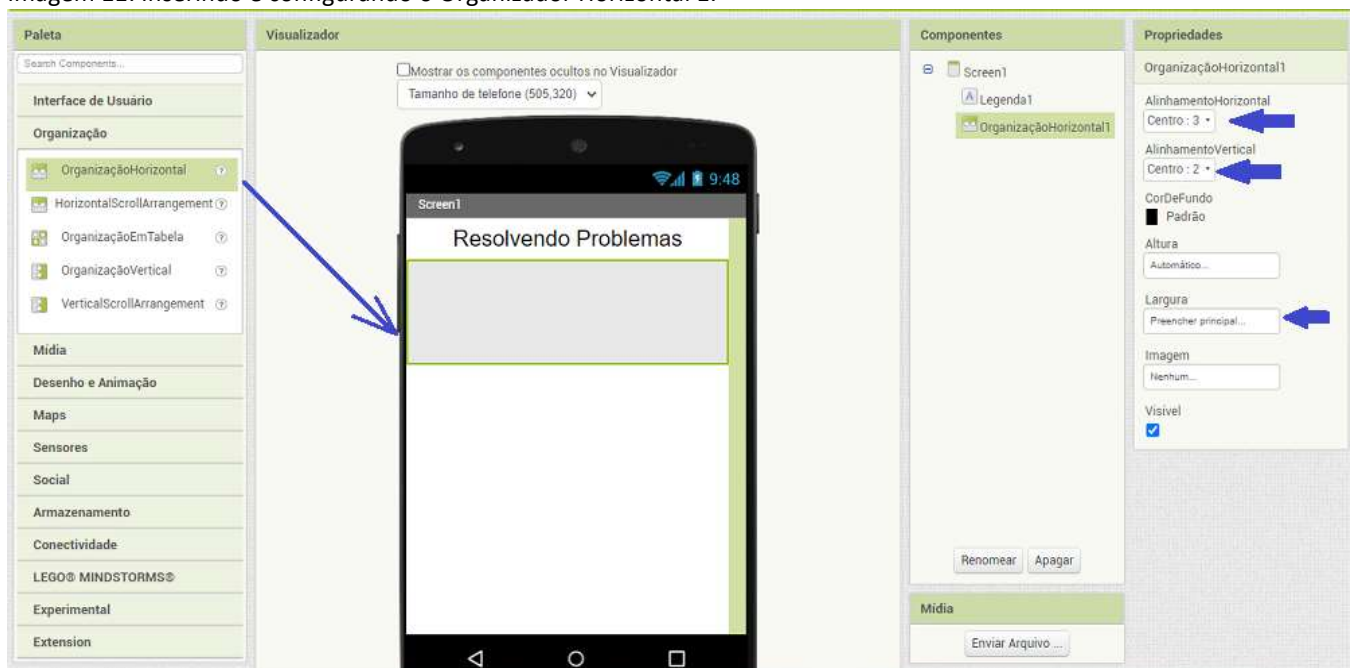 Imagem 11: Inserindo e configurando o Organizador Horizontal 1.
Paleta
Search Components...
Interface de Usuário
Organização
OrganizaçãoHorizontal
HorizontalScrollArrangement
OrganizaçãoEmTabela
OrganizaçãoVertical
VerticalScrollArrangement
Mídia
Desenho e Animação
Maps
Sensores
Social
Armazenamento
Conectividade
LEGO® MINDSTORMS®
Experimental
Extension
Visualizador
Mostrar os componentes ocultos no Visualizador
Tamanho de telefone (505,320)
9:48
Screen1
Resolvendo Problemas
Componentes
Screen1
Legenda1
OrganizaçãoHorizontal1
Renomear Apagar
Mídia
Enviar Arquivo ...
Propriedades
OrganizaçãoHorizontal1
AlinhamentoHorizontal
Centro : 3
AlinhamentoVertical
Centro : 2
CorDeFundo
Padrão
Altura
Automático...
Largura
Preencher principal...
Imagem
Nenhum...
Visível